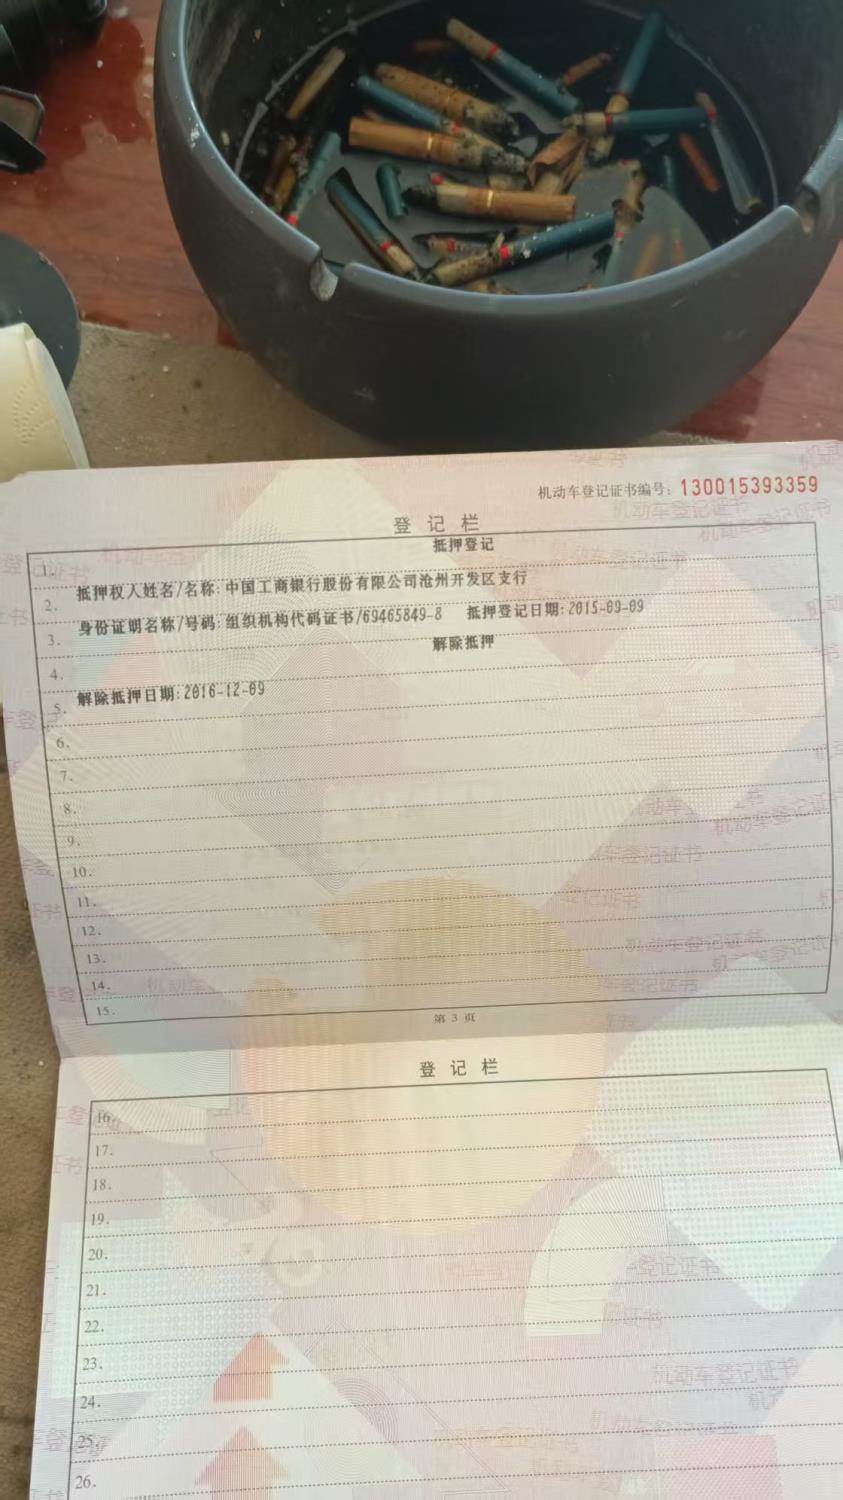 机动车登记证书编号：130015393359
登记栏
1. 抵押登记
2. 抵押权人姓名/名称:中国工商银行股份有限公司沧州开发区支行
3. 身份证明名称/号码:组织机构代码证书/69465849-8 抵押登记日期:2015-09-09
4. 解除抵押
5. 解除抵押日期:2016-12-09
6.
7.
8.
9.
10.
11.
12.
13.
14.
15.
第 3 页
登记栏
16.
17.
18.
19.
20.
21.
22.
23.
24.
25.
26.